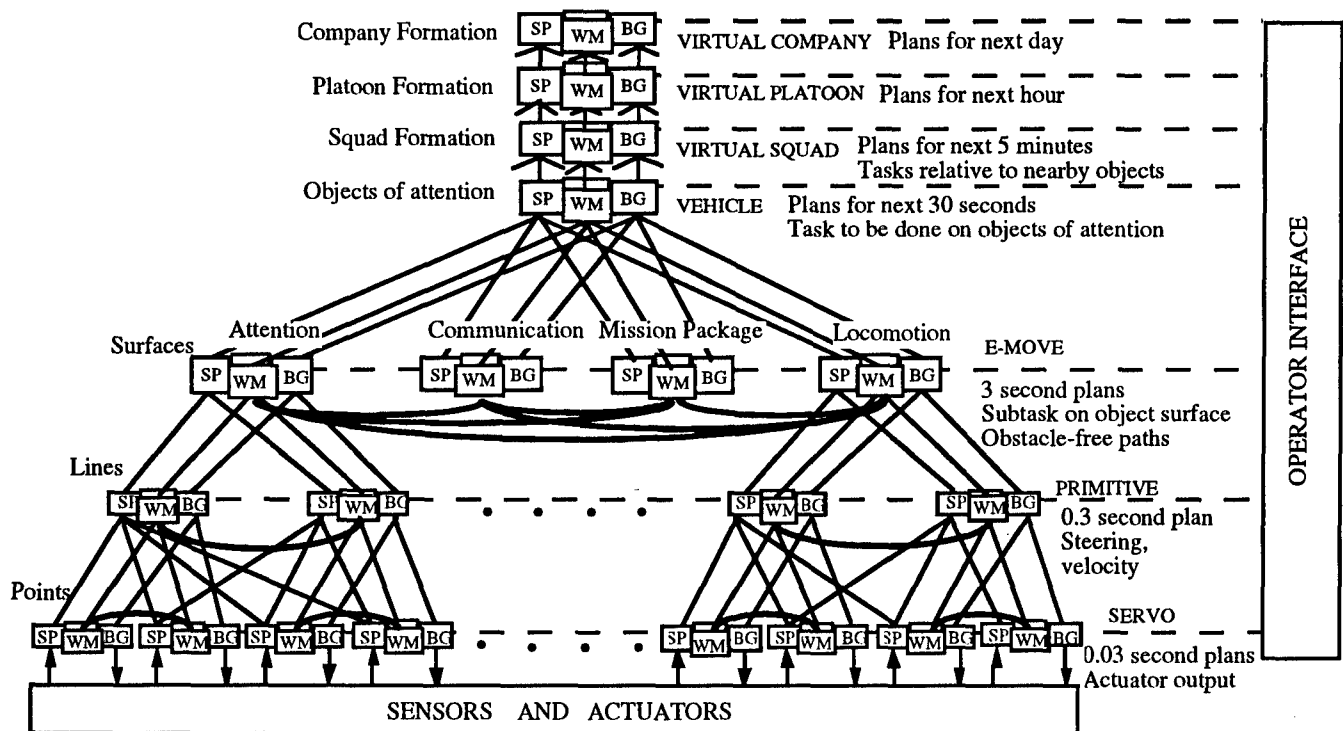 Company Formation SP WM BG VIRTUAL COMPANY Plans for next day
Platoon Formation SP WM BG VIRTUAL PLATOON Plans for next hour
Squad Formation SP WM BG VIRTUAL SQUAD Plans for next 5 minutes
Tasks relative to nearby objects
Objects of attention SP WM BG VEHICLE Plans for next 30 seconds
Task to be done on objects of attention
Attention Communication Mission Package Locomotion
Surfaces SP WM BG SP WM BG SP WM BG SP WM BG E-MOVE
3 second plans
Subtask on object surface
Obstacle-free paths
Lines
SP WM BG SP WM BG SP WM BG SP WM BG PRIMITIVE
0.3 second plan
Steering,
velocity
Points
SP WM BG SP WM BG SP WM BG SP WM BG SP WM BG SP WM BG SP WM BG SP WM BG SERVO
0.03 second plans
Actuator output
SENSORS AND ACTUATORS
OPERATOR INTERFACE